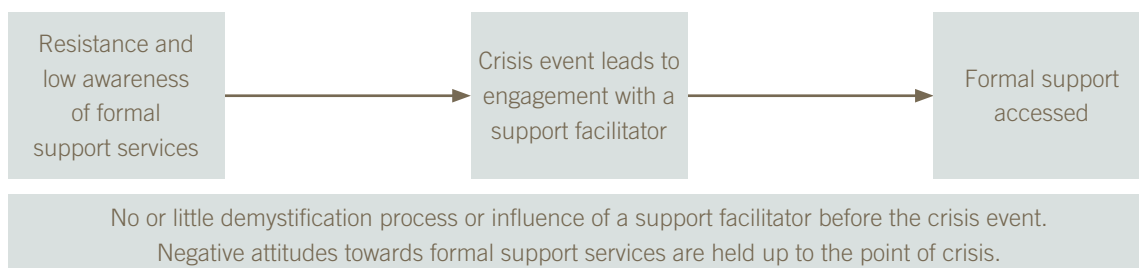 Resistance and
low awareness
of formal
support services
Crisis event leads to
engagement with a
support facilitator
Formal support
accessed
No or little demystification process or influence of a support facilitator before the crisis event.
Negative attitudes towards formal support services are held up to the point of crisis.